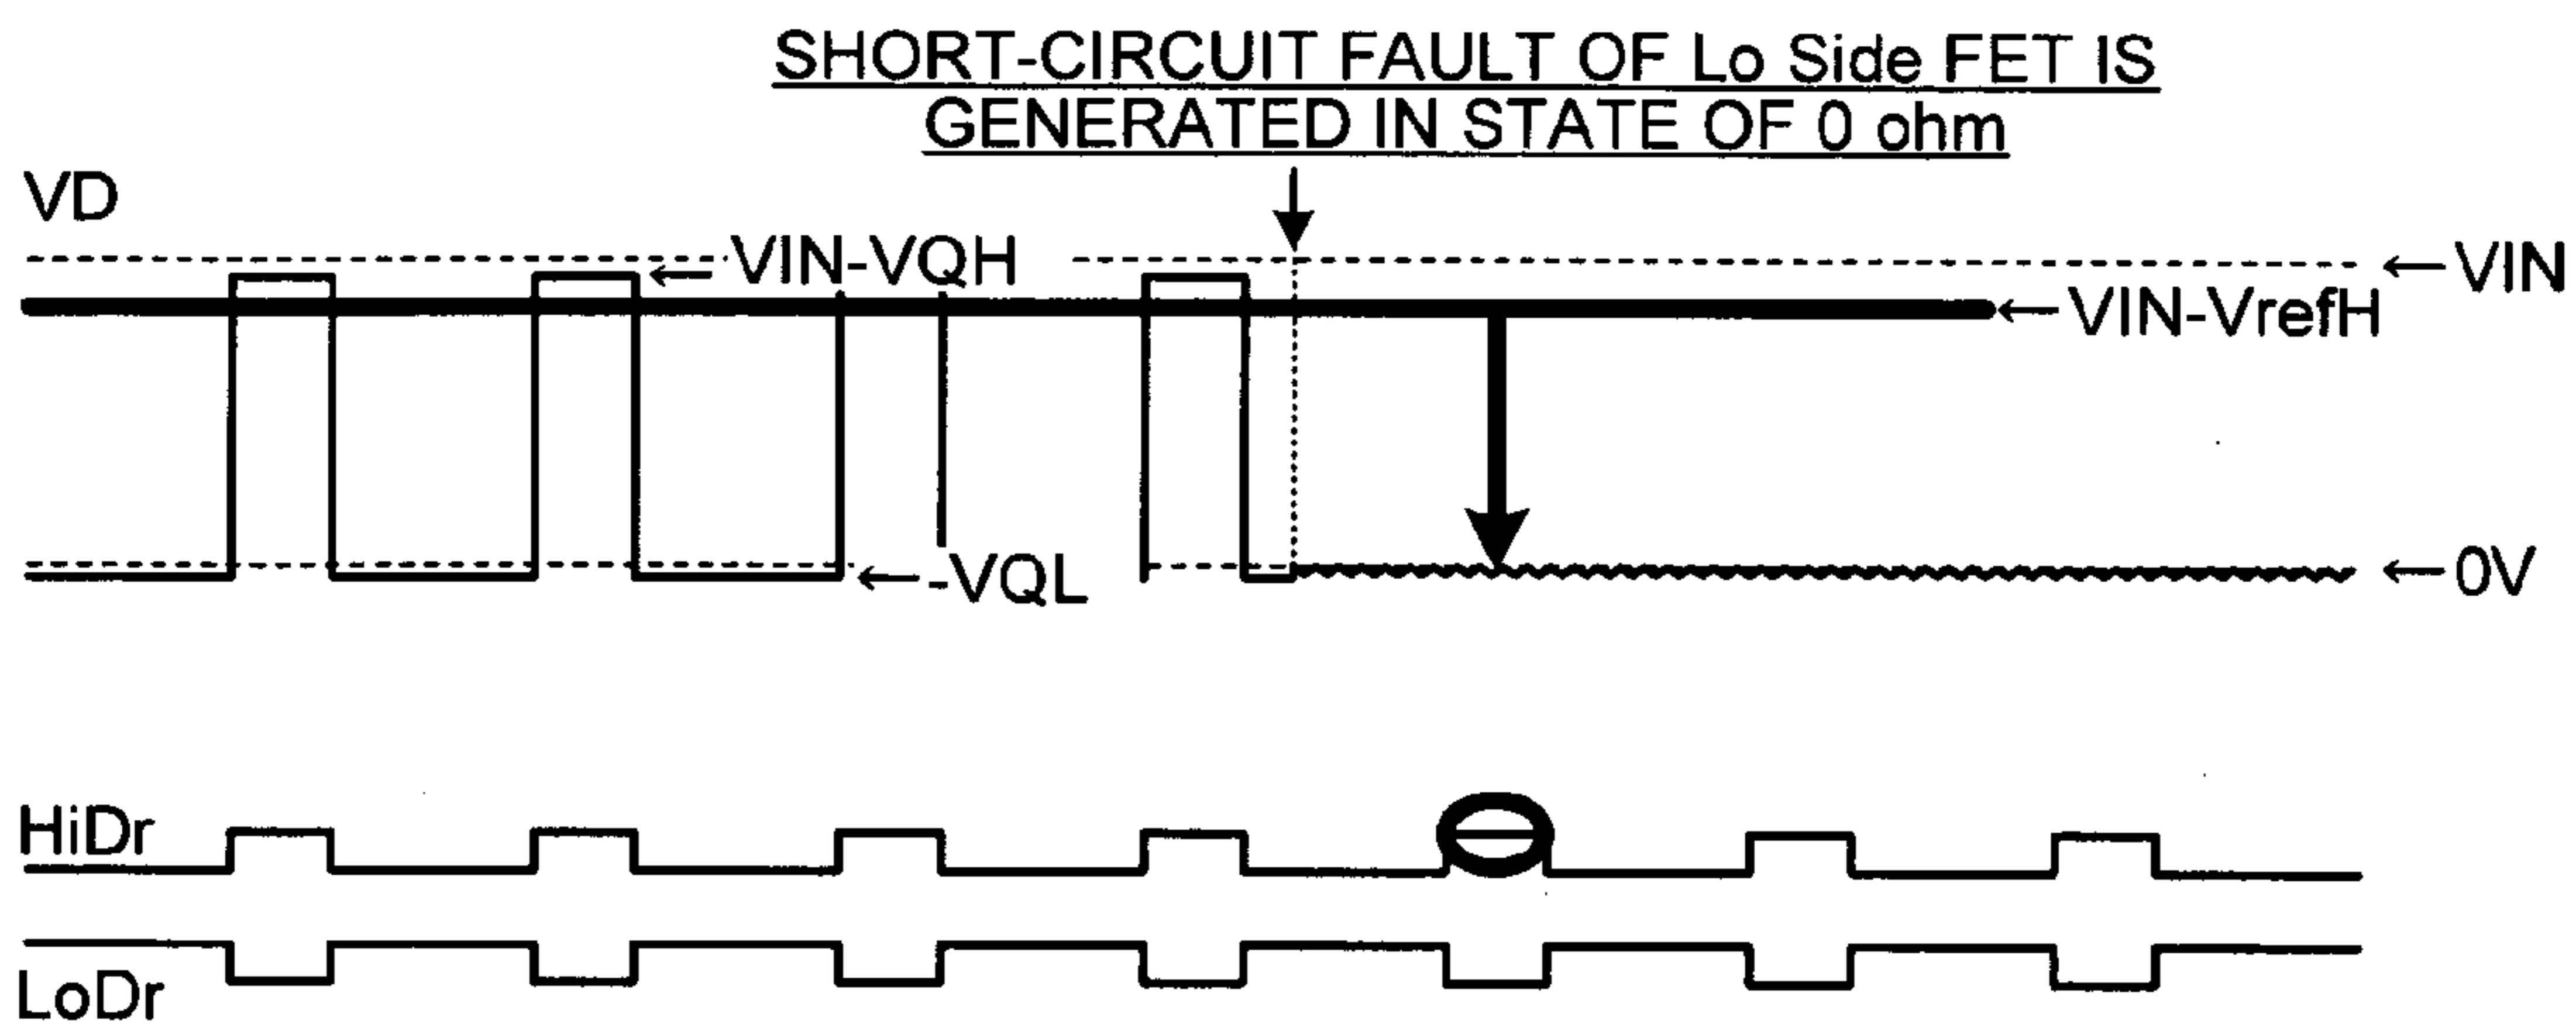 SHORT-CIRCUIT FAULT OF Lo Side FET IS
GENERATED IN STATE OF 0 ohm
VD
VIN-VQH
VIN
VIN-VrefH
-VQL
0V
HiDr
LoDr